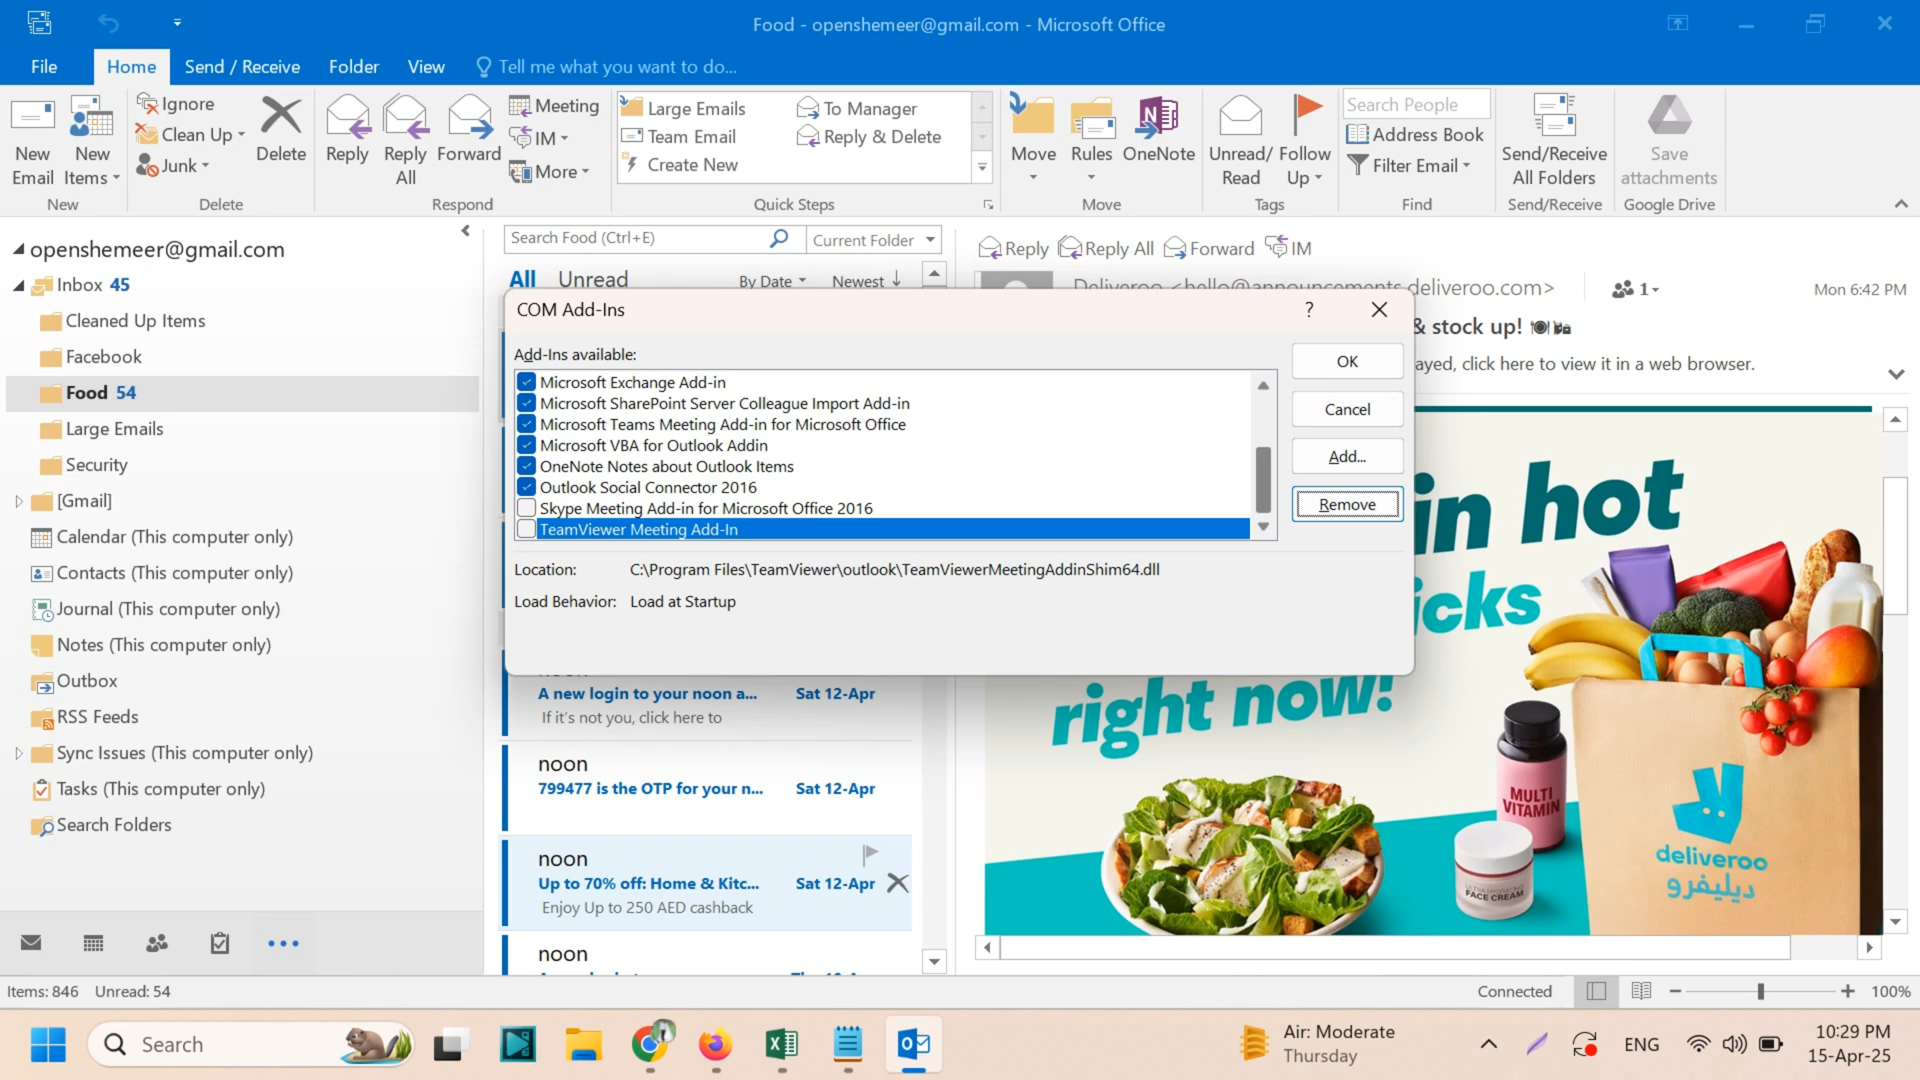 Food - openshemeer@gmail.com - Microsoft Office
File
Home
Send / Receive
Folder
View
Tell me what you want to do...
New Email
New Items
New
Ignore
Clean Up
Junk
Delete
Delete
Reply
Reply All
Forward
Meeting
IM
More
Respond
Large Emails
Team Email
Create New
To Manager
Reply & Delete
Quick Steps
Move
Rules
OneNote
Move
Unread/ Read
Follow Up
Tags
Search People
Address Book
Filter Email
Find
Send/Receive All Folders
Send/Receive
Save attachments
Google Drive
openshemeer@gmail.com
Inbox 45
Cleaned Up Items
Facebook
Food 54
Large Emails
Security
[Gmail]
Calendar (This computer only)
Contacts (This computer only)
Journal (This computer only)
Notes (This computer only)
Outbox
RSS Feeds
Sync Issues (This computer only)
Tasks (This computer only)
Search Folders
Search Food (Ctrl+E)
Current Folder
All Unread
By Date Newest
Reply Reply All Forward IM
Deliveroo <hello@announcements.deliveroo.com>
1
Mon 6:42 PM
& stock up!
ayed, click here to view it in a web browser.
COM Add-Ins
?
Add-Ins available:
Microsoft Exchange Add-in
Microsoft SharePoint Server Colleague Import Add-in
Microsoft Teams Meeting Add-in for Microsoft Office
Microsoft VBA for Outlook Addin
OneNote Notes about Outlook Items
Outlook Social Connector 2016
Skype Meeting Add-in for Microsoft Office 2016
TeamViewer Meeting Add-In
OK
Cancel
Add...
Remove
Location: C:\Program Files\TeamViewer\outlook\TeamViewerMeetingAddinShim64.dll
Load Behavior: Load at Startup
A new login to your noon a... Sat 12-Apr
If it's not you, click here to
noon
799477 is the OTP for your n... Sat 12-Apr
noon
Up to 70% off: Home & Kitc... Sat 12-Apr
Enjoy Up to 250 AED cashback
noon
in hot
icks
right now!
MULTI
VITAMIN
FACE CREAM
deliveroo
ديليفرو
Items: 846 Unread: 54
Connected
100%
Search
Air: Moderate
Thursday
ENG
10:29 PM
15-Apr-25